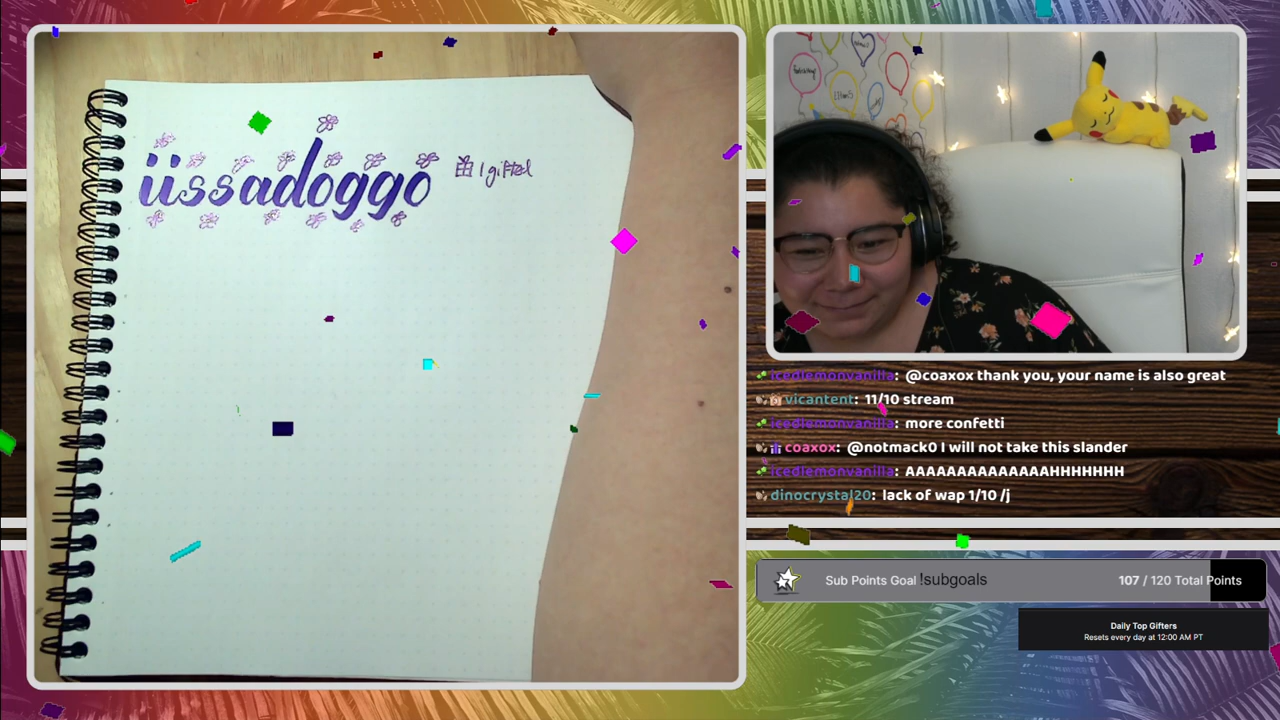 iissadoggo 1 gifted
icedlemonvanilla: @coaxox thank you, your name is also great
vicantent: 11/10 stream
icedlemonvanilla: more confetti
coaxox: @notmack0 I will not take this slander
icedlemonvanilla: AAAAAAAAAAAAAAHHHHHHH
dinocrystal20: lack of wap 1/10 /j
Sub Points Goal !subgoals 107 / 120 Total Points
Daily Top Gifters
Resets every day at 12:00 AM PT